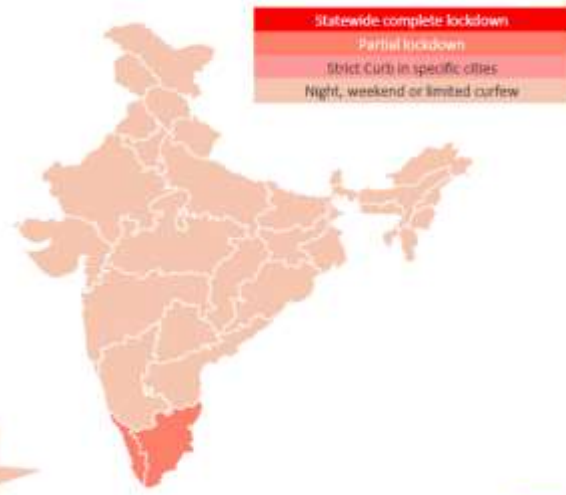 Statewide complete lockdown
Partial lockdown
Strict Curb in specific cities
Night, weekend or limited curfew